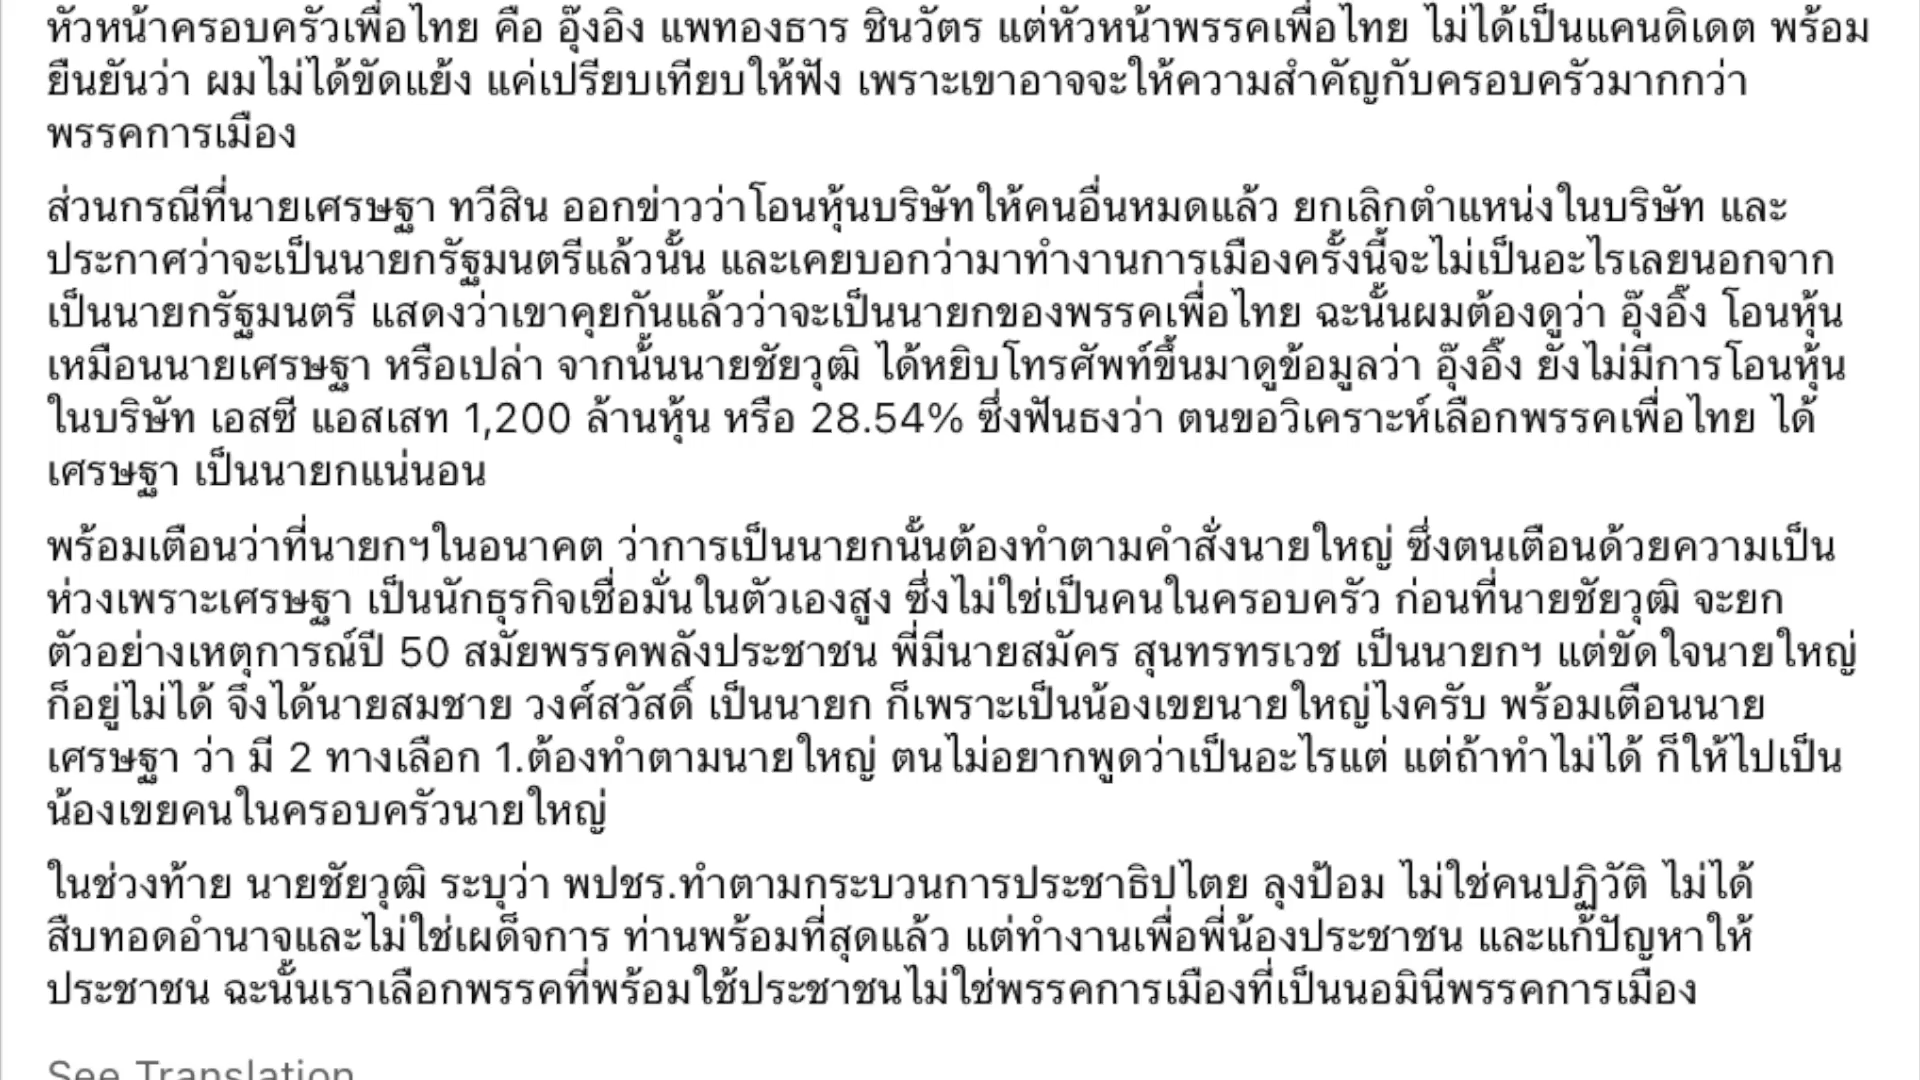 หัวหน้าครอบครัวเพื่อไทย คือ อุ๊งอิง แพทองธาร ชินวัตร แต่หัวหน้าพรรคเพื่อไทย ไม่ได้เป็นแคนดิเดต พร้อม
ยืนยันว่า ผมไม่ได้ขัดแย้ง แค่เปรียบเทียบให้ฟัง เพราะเขาอาจจะให้ความสำคัญกับครอบครัวมากกว่า
พรรคการเมือง
ส่วนกรณีที่นายเศรษฐา ทวีสิน ออกข่าวว่าโอนหุ้นบริษัทให้คนอื่นหมดแล้ว ยกเลิกตำแหน่งในบริษัท และ
ประกาศว่าจะเป็นนายกรัฐมนตรีแล้วนั้น และเคยบอกว่ามาทำงานการเมืองครั้งนี้จะไม่เป็นอะไรเลยนอกจาก
เป็นนายกรัฐมนตรี แสดงว่าเขาคุยกันแล้วว่าจะเป็นนายกของพรรคเพื่อไทย ฉะนั้นผมต้องดูว่า อุ๊งอิ๊ง โอนหุ้น
เหมือนนายเศรษฐา หรือเปล่า จากนั้นนายชัยวุฒิ ได้หยิบโทรศัพท์ขึ้นมาดูข้อมูลว่า อุ๊งอิ๊ง ยังไม่มีการโอนหุ้น
ในบริษัท เอสซี แอสเสท 1,200 ล้านหุ้น หรือ 28.54% ซึ่งฟันธงว่า ตนขอวิเคราะห์เลือกพรรคเพื่อไทย ได้
เศรษฐา เป็นนายกแน่นอน
พร้อมเตือนว่าที่นายกฯในอนาคต ว่าการเป็นนายกนั้นต้องทำตามคำสั่งนายใหญ่ ซึ่งตนเตือนด้วยความเป็น
ห่วงเพราะเศรษฐา เป็นนักธุรกิจเชื่อมั่นในตัวเองสูง ซึ่งไม่ใช่เป็นคนในครอบครัว ก่อนที่นายชัยวุฒิ จะยก
ตัวอย่างเหตุการณ์ปี 50 สมัยพรรคพลังประชาชน พี่มีนายสมัคร สุนทรทรเวช เป็นนายกฯ แต่ขัดใจนายใหญ่
ก็อยู่ไม่ได้ จึงได้นายสมชาย วงศ์สวัสดิ์ เป็นนายก ก็เพราะเป็นน้องเขยนายใหญ่ไงครับ พร้อมเตือนนาย
เศรษฐา ว่า มี 2 ทางเลือก 1.ต้องทำตามนายใหญ่ ตนไม่อยากพูดว่าเป็นอะไรแต่ แต่ถ้าทำไม่ได้ ก็ให้ไปเป็น
น้องเขยคนในครอบครัวนายใหญ่
ในช่วงท้าย นายชัยวุฒิ ระบุว่า พปชร.ทำตามกระบวนการประชาธิปไตย ลุงป้อม ไม่ใช่คนปฏิวัติ ไม่ได้
สืบทอดอำนาจและไม่ใช่เผด็จการ ท่านพร้อมที่สุดแล้ว แต่ทำงานเพื่อพี่น้องประชาชน และแก้ปัญหาให้
ประชาชน ฉะนั้นเราเลือกพรรคที่พร้อมใช้ประชาชนไม่ใช่พรรคการเมืองที่เป็นนอมินีพรรคการเมือง
See Translation